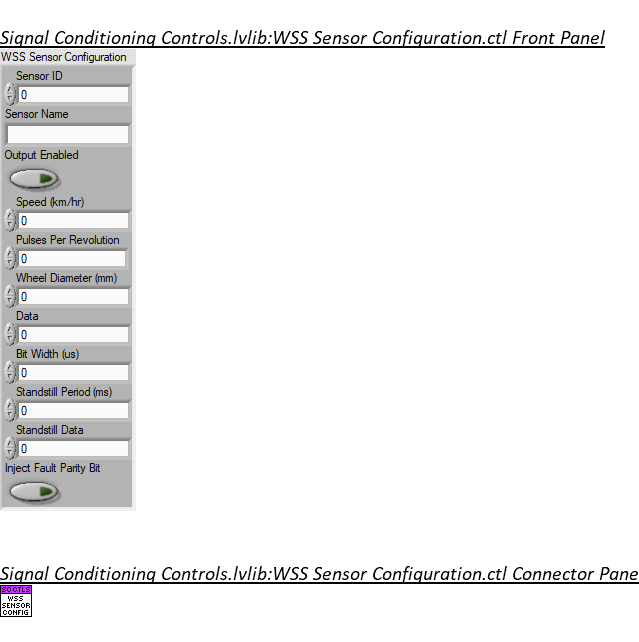 Signal Conditioning Controls.lvlib:WSS Sensor Configuration.ctl Front Panel
WSS Sensor Configuration
Sensor ID
0
Sensor Name
Output Enabled
Speed (km/hr)
0
Pulses Per Revolution
0
Wheel Diameter (mm)
0
Data
0
Bit Width (us)
0
Standstill Period (ms)
0
Standstill Data
0
Inject Fault Parity Bit
Signal Conditioning Controls.lvlib:WSS Sensor Configuration.ctl Connector Pane
SC CTLS
WSS
SENSOR
CONFIG